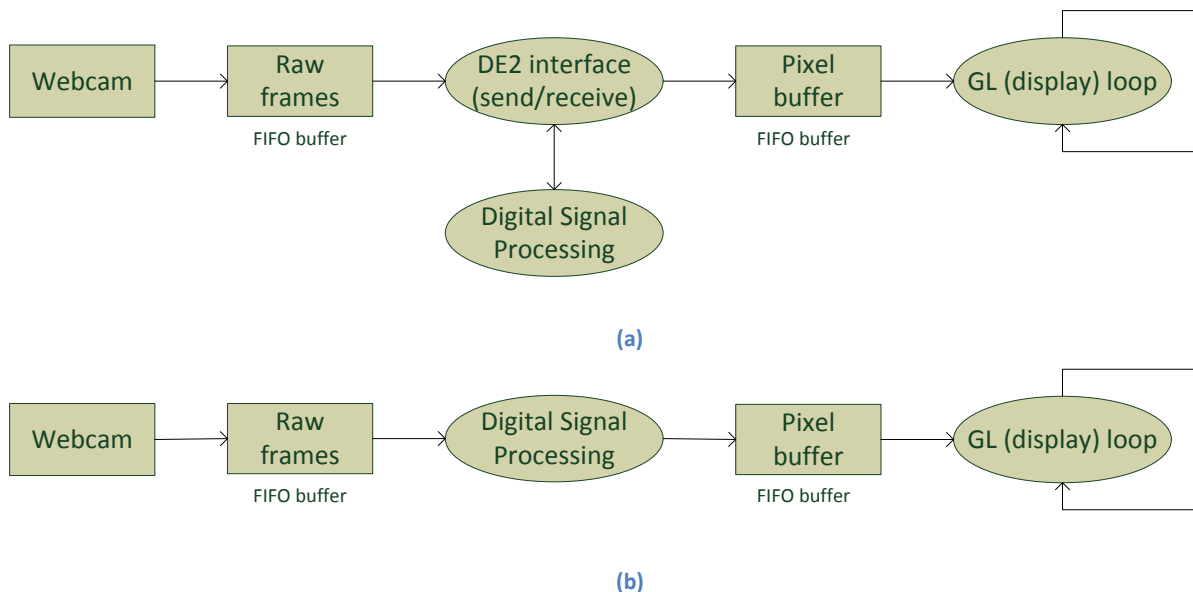 Webcam
Raw
frames
FIFO buffer
DE2 interface
(send/receive)
Digital Signal
Processing
Pixel
buffer
FIFO buffer
GL (display) loop
(a)
Webcam
Raw
frames
FIFO buffer
Digital Signal
Processing
Pixel
buffer
FIFO buffer
GL (display) loop
(b)